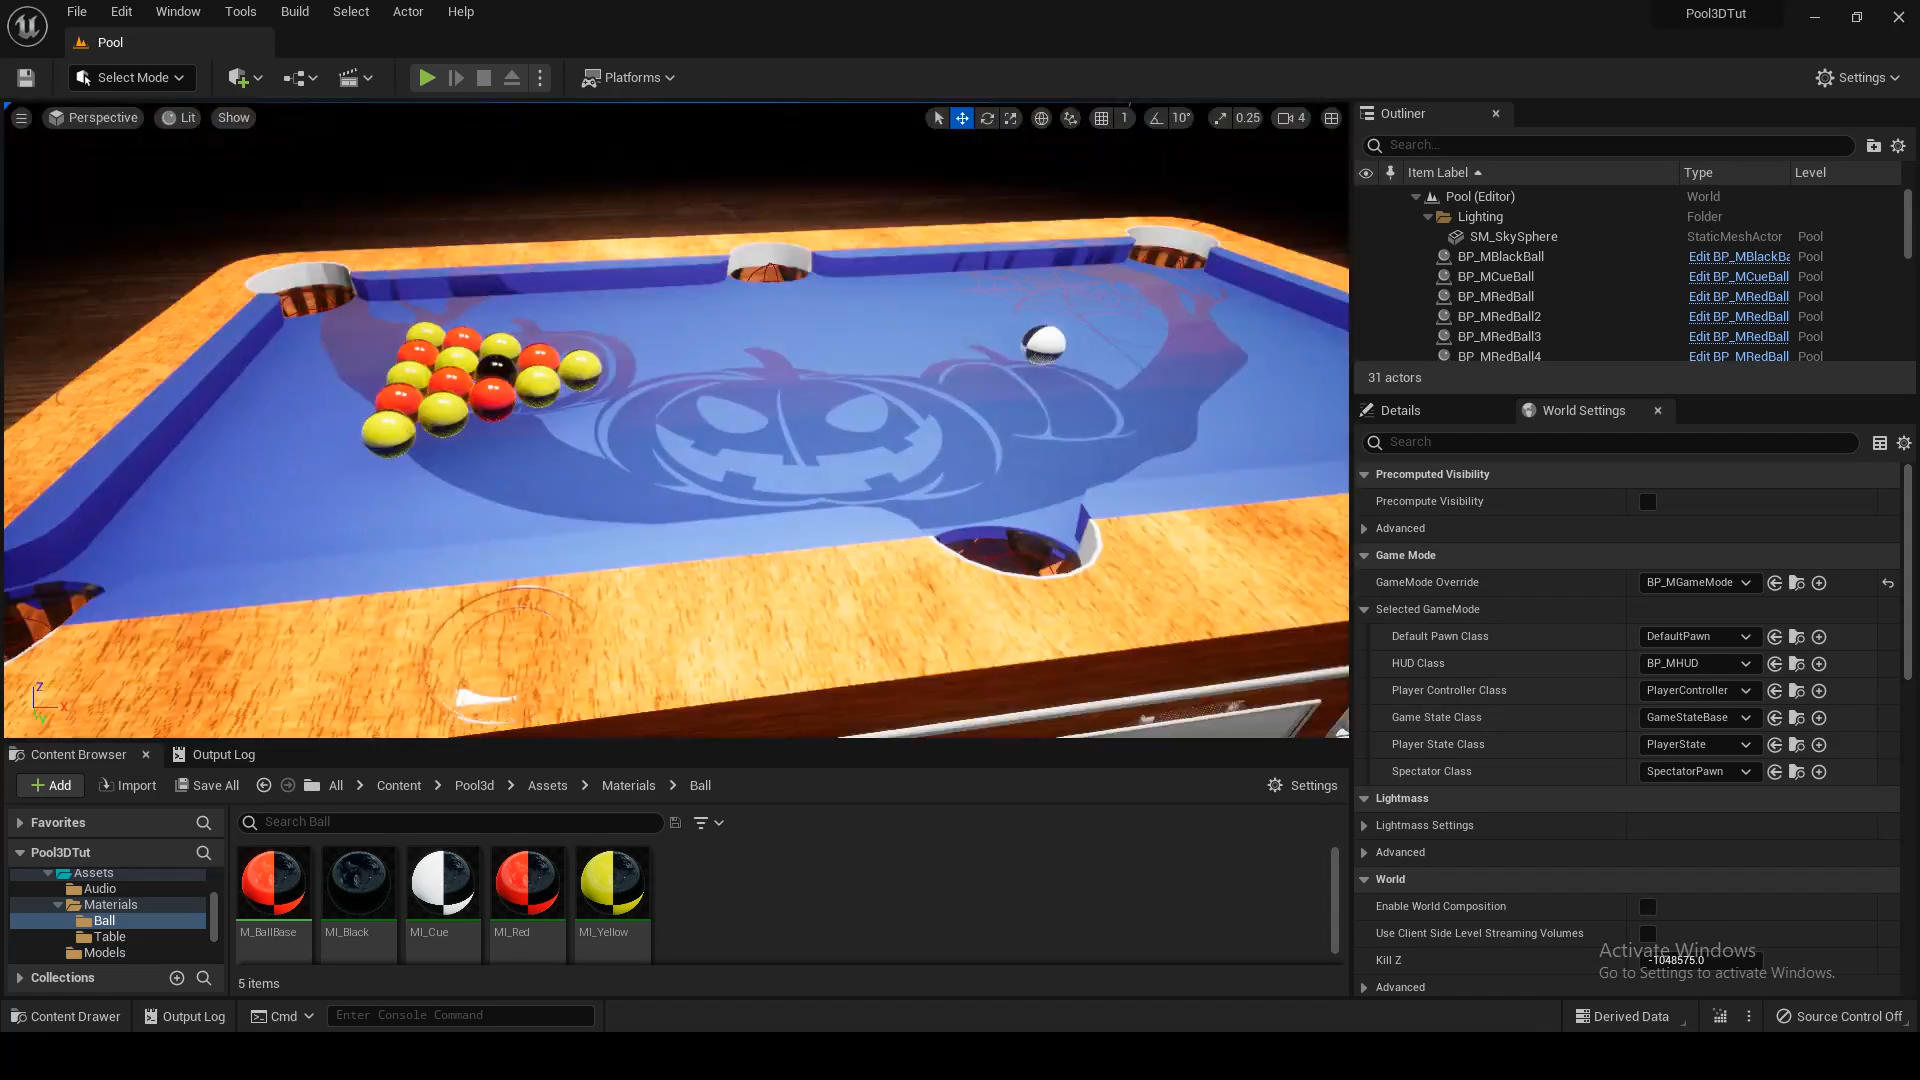 File Edit Window Tools Build Select Actor Help
Pool3DTut
Pool
Select Mode
Platforms
Settings
Perspective
Lit
Show
1
10°
0.25
4
Outliner
Search...
Item Label
Type
Level
Pool (Editor)
World
Lighting
Folder
SM_SkySphere
StaticMeshActor
Pool
BP_MBlackBall
Edit BP_MBlackBa
Pool
BP_MCueBall
Edit BP_MCueBall
Pool
BP_MRedBall
Edit BP_MRedBall
Pool
BP_MRedBall2
Edit BP_MRedBall
Pool
BP_MRedBall3
Edit BP_MRedBall
Pool
BP_MRedBall4
Edit BP_MRedBall
Pool
31 actors
Details
World Settings
Search
Precomputed Visibility
Precompute Visibility
Advanced
Game Mode
GameMode Override
BP_MGameMode
Selected GameMode
Default Pawn Class
DefaultPawn
HUD Class
BP_MHUD
Player Controller Class
PlayerController
Game State Class
GameStateBase
Player State Class
PlayerState
Spectator Class
SpectatorPawn
Lightmass
Lightmass Settings
Advanced
World
Enable World Composition
Use Client Side Level Streaming Volumes
Kill Z
-1048575.0
Advanced
Activate Windows
Go to Settings to activate Windows.
Z
X
Y
Content Browser
Output Log
Add
Import
Save All
All
Content
Pool3d
Assets
Materials
Ball
Settings
Favorites
Search Ball
Pool3DTut
Assets
Audio
Materials
Ball
Table
Models
Collections
M_BallBase
MI_Black
MI_Cue
MI_Red
MI_Yellow
5 items
Content Drawer
Output Log
Cmd
Enter Console Command
Derived Data
Source Control Off